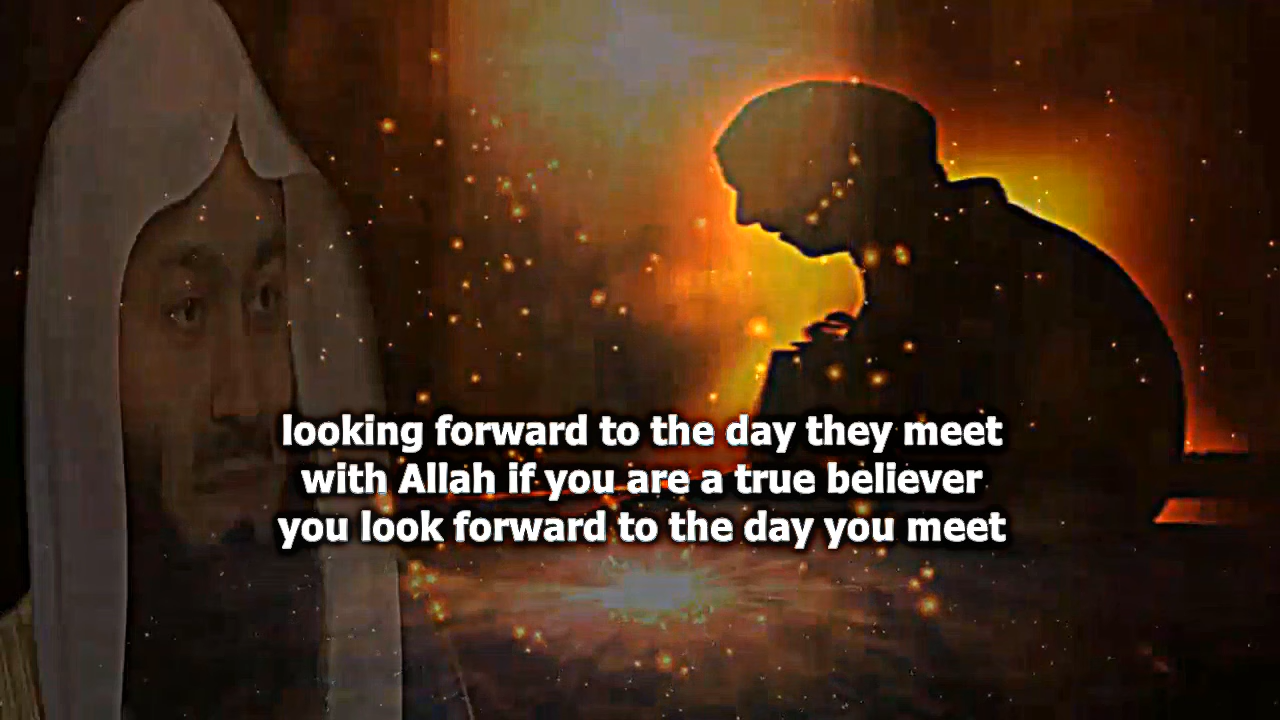 looking forward to the day they meet
with Allah if you are a true believer
you look forward to the day you meet